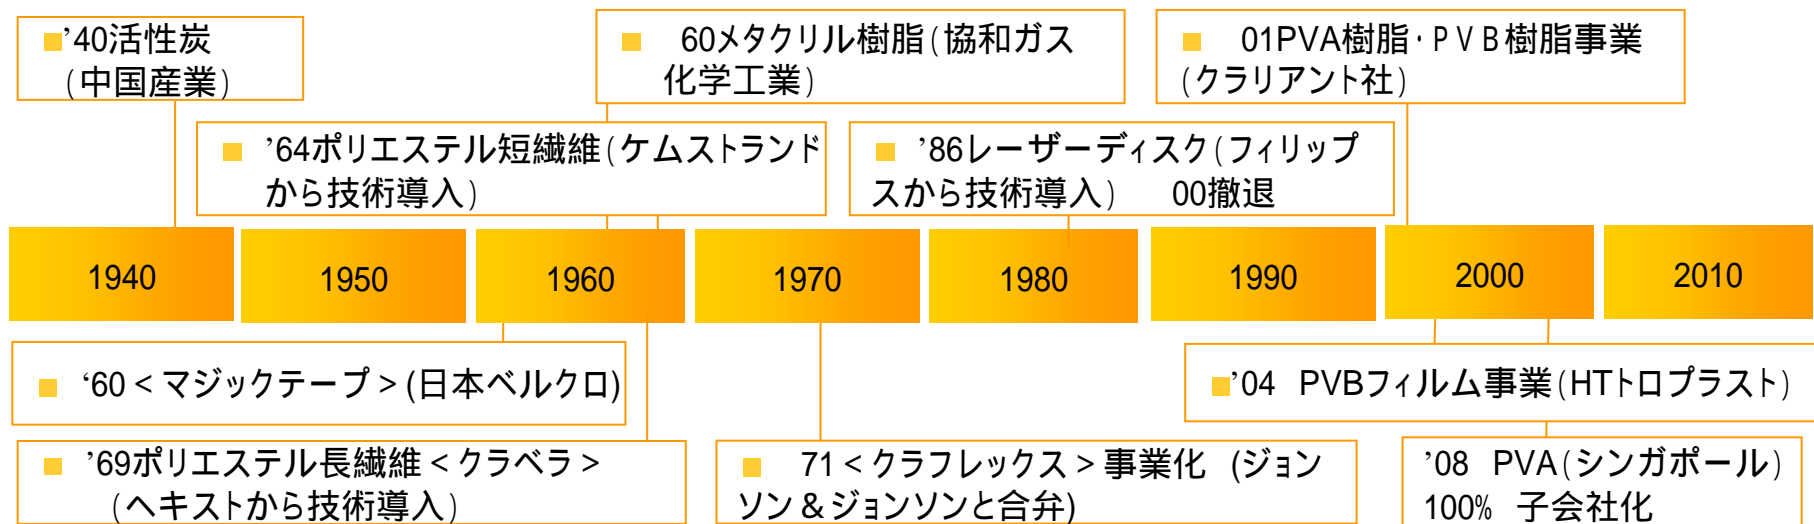 ’40活性炭
(中国産業)
60メタクリル樹脂(協和ガス
化学工業)
01PVA樹脂・PVB樹脂事業
(クラリアント社)
’64ポリエステル短繊維(ケムストランド
から技術導入)
’86レーザーディスク(フィリップ
スから技術導入) 00撤退
1940 1950 1960 1970 1980 1990 2000 2010
‘60<マジックテープ>(日本ベルクロ)
’04 PVBフィルム事業(HTトロプラスト)
’69ポリエステル長繊維<クラベラ>
(ヘキストから技術導入)
71<クラフレックス>事業化 (ジョン
ソン&ジョンソンと合弁)
’08 PVA(シンガポール)
100% 子会社化